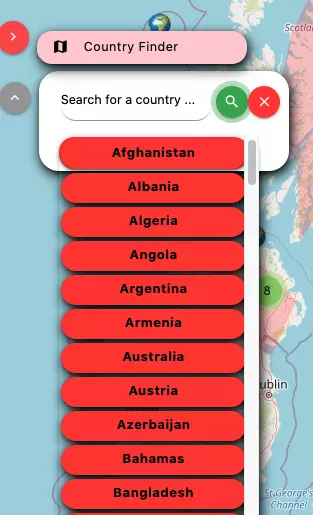 Scotla
Country Finder
Search for a country ...
Afghanistan
Albania
Algeria
Angola
Argentina
8
Armenia
Australia
ublin
Austria
Azerbaijan
Bahamas
St George's
Bangladesh
Channel